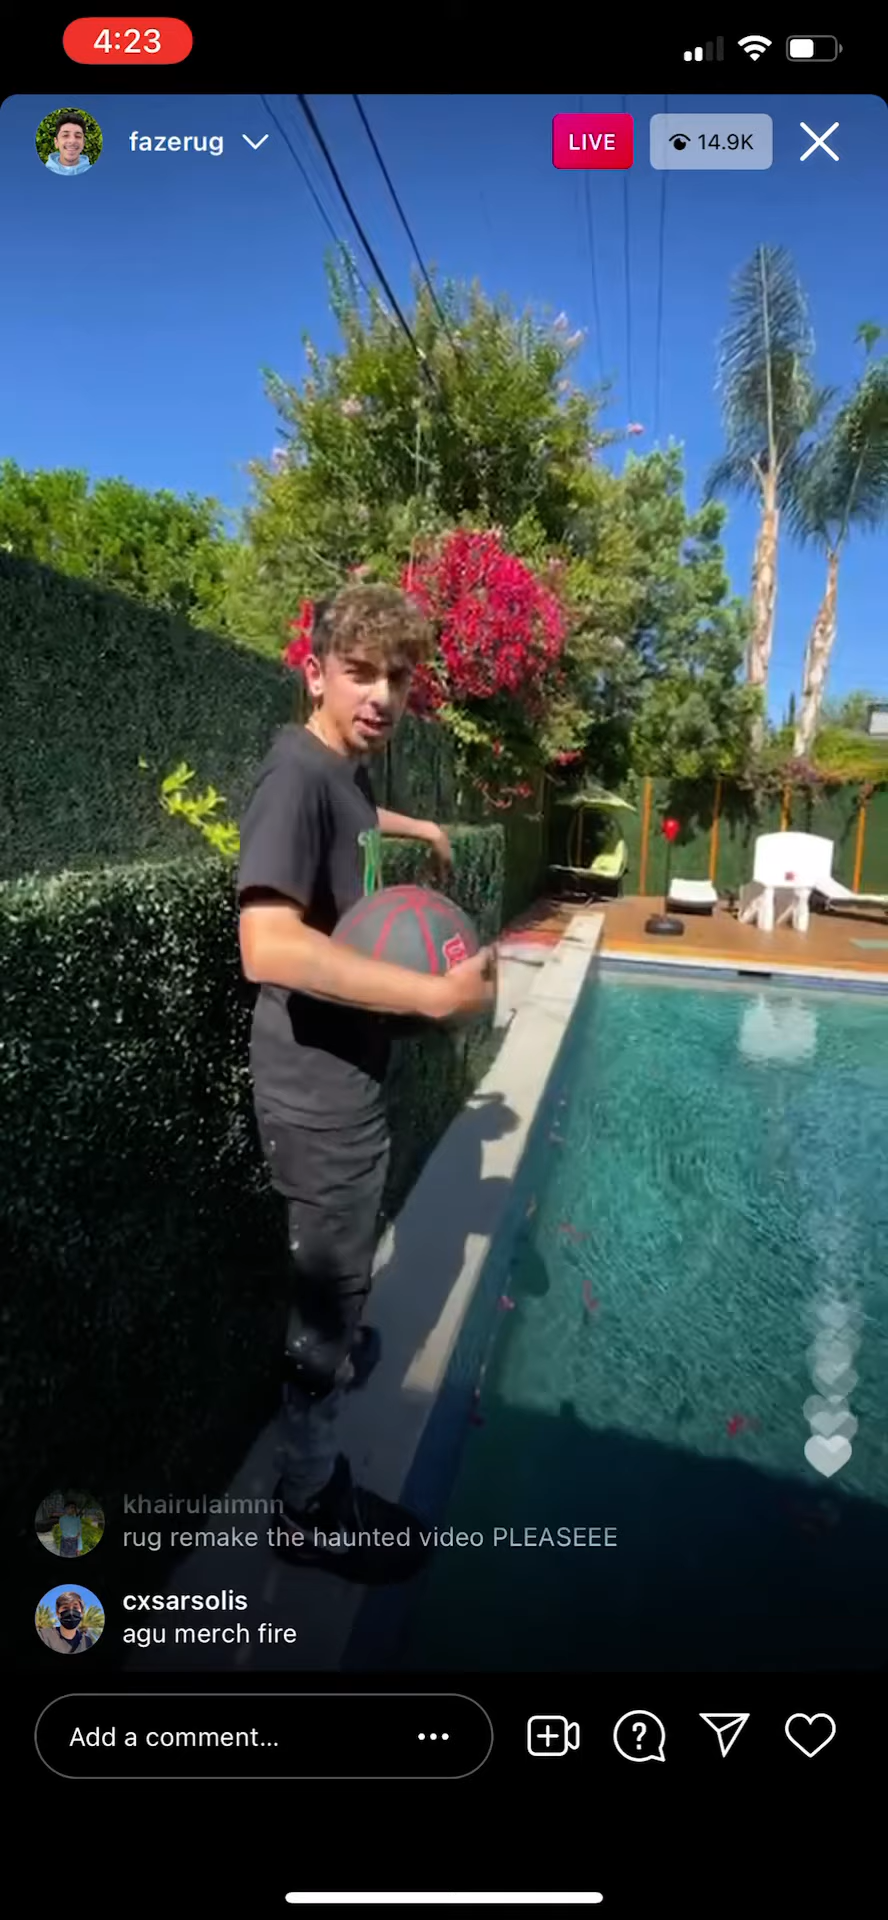 4:23
fazerug
LIVE
14.9K
khairulaimnn
rug remake the haunted video PLEASEEE
cxsarsolis
agu merch fire
Add a comment...